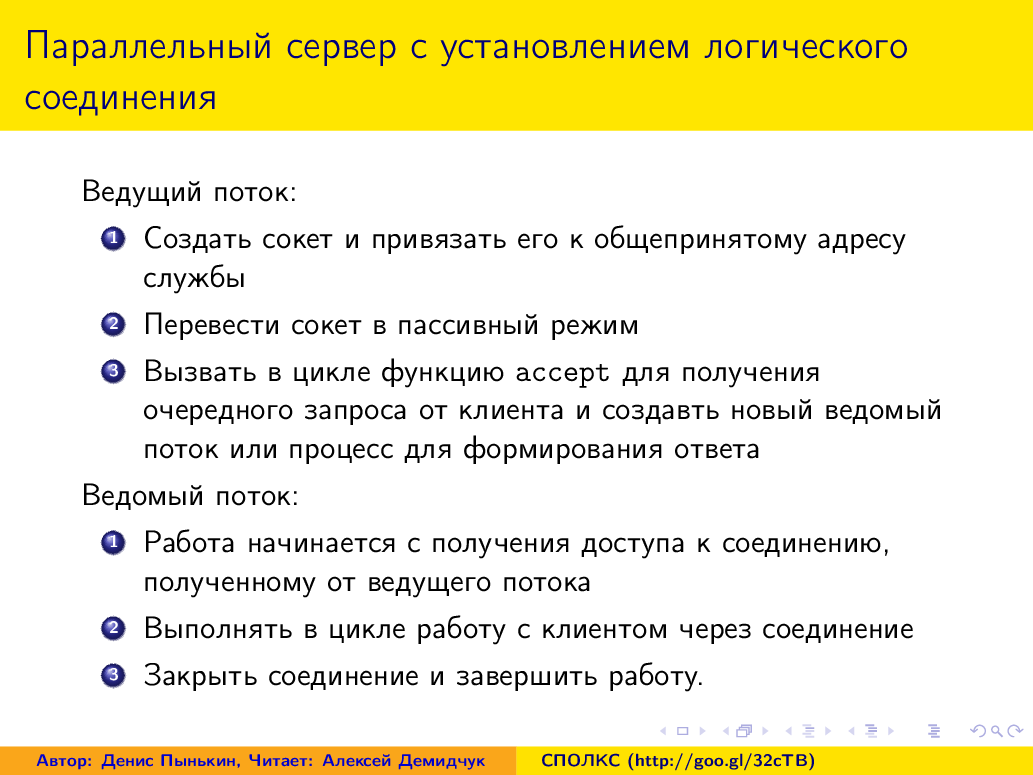 Параллельный сервер с установлением логического
соединения
Ведущий поток:
1 Создать сокет и привязать его к общепринятому адресу
службы
2 Перевести сокет в пассивный режим
3 Вызвать в цикле функцию accept для получения
очередного запроса от клиента и создавть новый ведомый
поток или процесс для формирования ответа
Ведомый поток:
1 Работа начинается с получения доступа к соединению,
полученному от ведущего потока
2 Выполнять в цикле работу с клиентом через соединение
3 Закрыть соединение и завершить работу.
Автор: Денис Пынькин, Читает: Алексей Демидчук
СПОЛКС (http://goo.gl/32cTB)